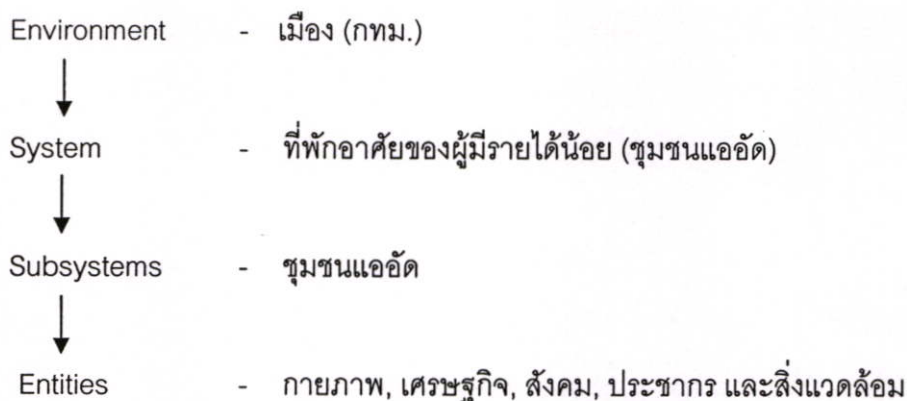 Environment - เมือง (กทม.)
System - ที่พักอาศัยของผู้มีรายได้น้อย (ชุมชนแออัด)
Subsystems - ชุมชนแออัด
Entities - กายภาพ, เศรษฐกิจ, สังคม, ประชากร และสิ่งแวดล้อม